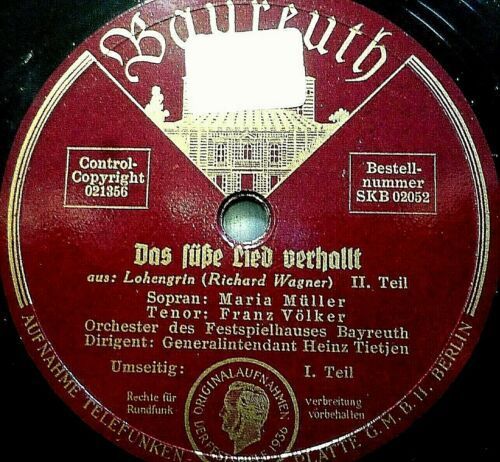 Bayreuth
Control-
Copyright
021356
Bestell-
nummer
SKB 02052
Das süße Lied verhallt
aus: Lohengrin (Richard Wagner) II. Teil
Sopran: Maria Müller
Tenor: Franz Völker
Orchester des Festspielhauses Bayreuth
Dirigent: Generalintendant Heinz Tietjen
Umseitig: I. Teil
Rechte für
Rundfunk
verbreitung
vorbehalten
ORIGINALAUFNAHMEN
1936
AUFNAHME TELEFUNKEN-PLATTE G.M.B.H. BERLIN